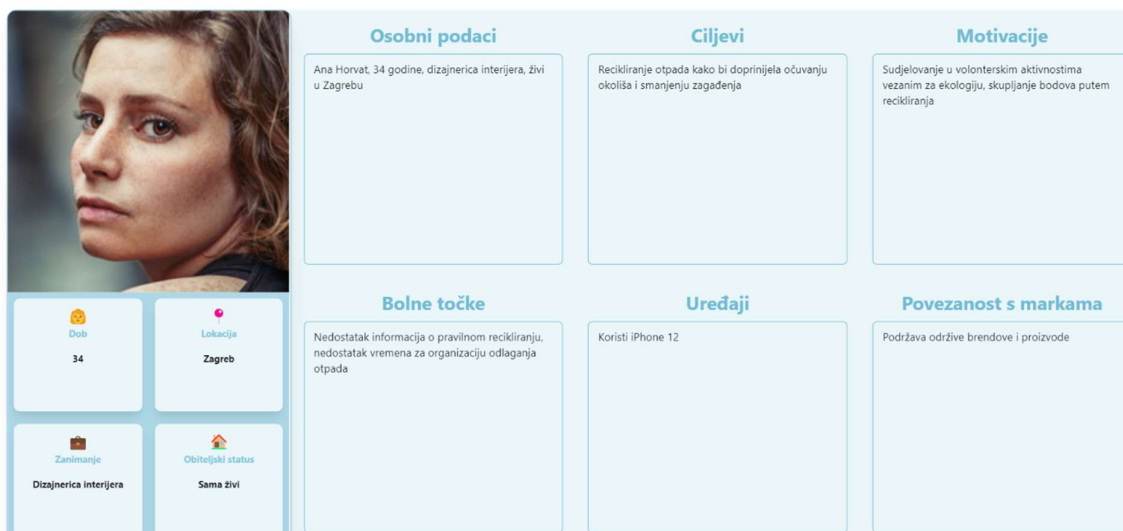 Dob
34
Lokacija
Zagreb
Zanimanje
Dizajnerica interijera
Obiteljski status
Sama živi
Osobni podaci
Ana Horvat, 34 godine, dizajnerica interijera, živi
u Zagrebu
Ciljevi
Recikliranje otpada kako bi doprinijela očuvanju
okoliša i smanjenju zagađenja
Motivacije
Sudjelovanje u volonterskim aktivnostima
vezanim za ekologiju, skupljanje bodova putem
recikliranja
Bolne točke
Nedostatak informacija o pravilnom recikliranju,
nedostatak vremena za organizaciju odlaganja
otpada
Uređaji
Koristi iPhone 12
Povezanost s markama
Podržava održive brendove i proizvode